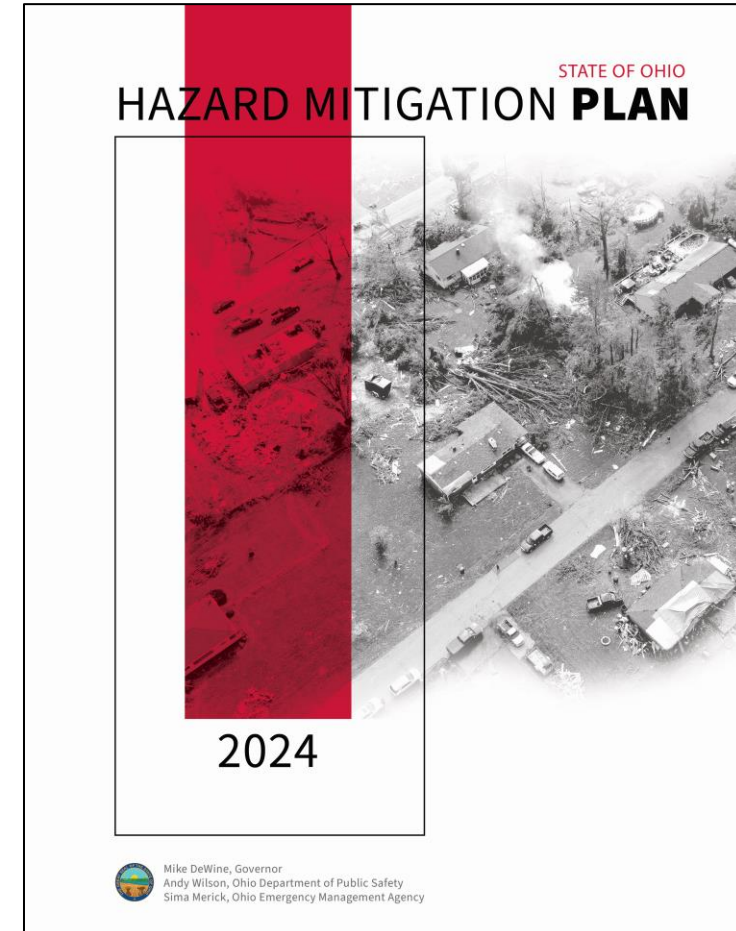 STATE OF OHIO
HAZARD MITIGATION PLAN
2024
Mike DeWine, Governor
Andy Wilson, Ohio Department of Public Safety
Sima Merick, Ohio Emergency Management Agency